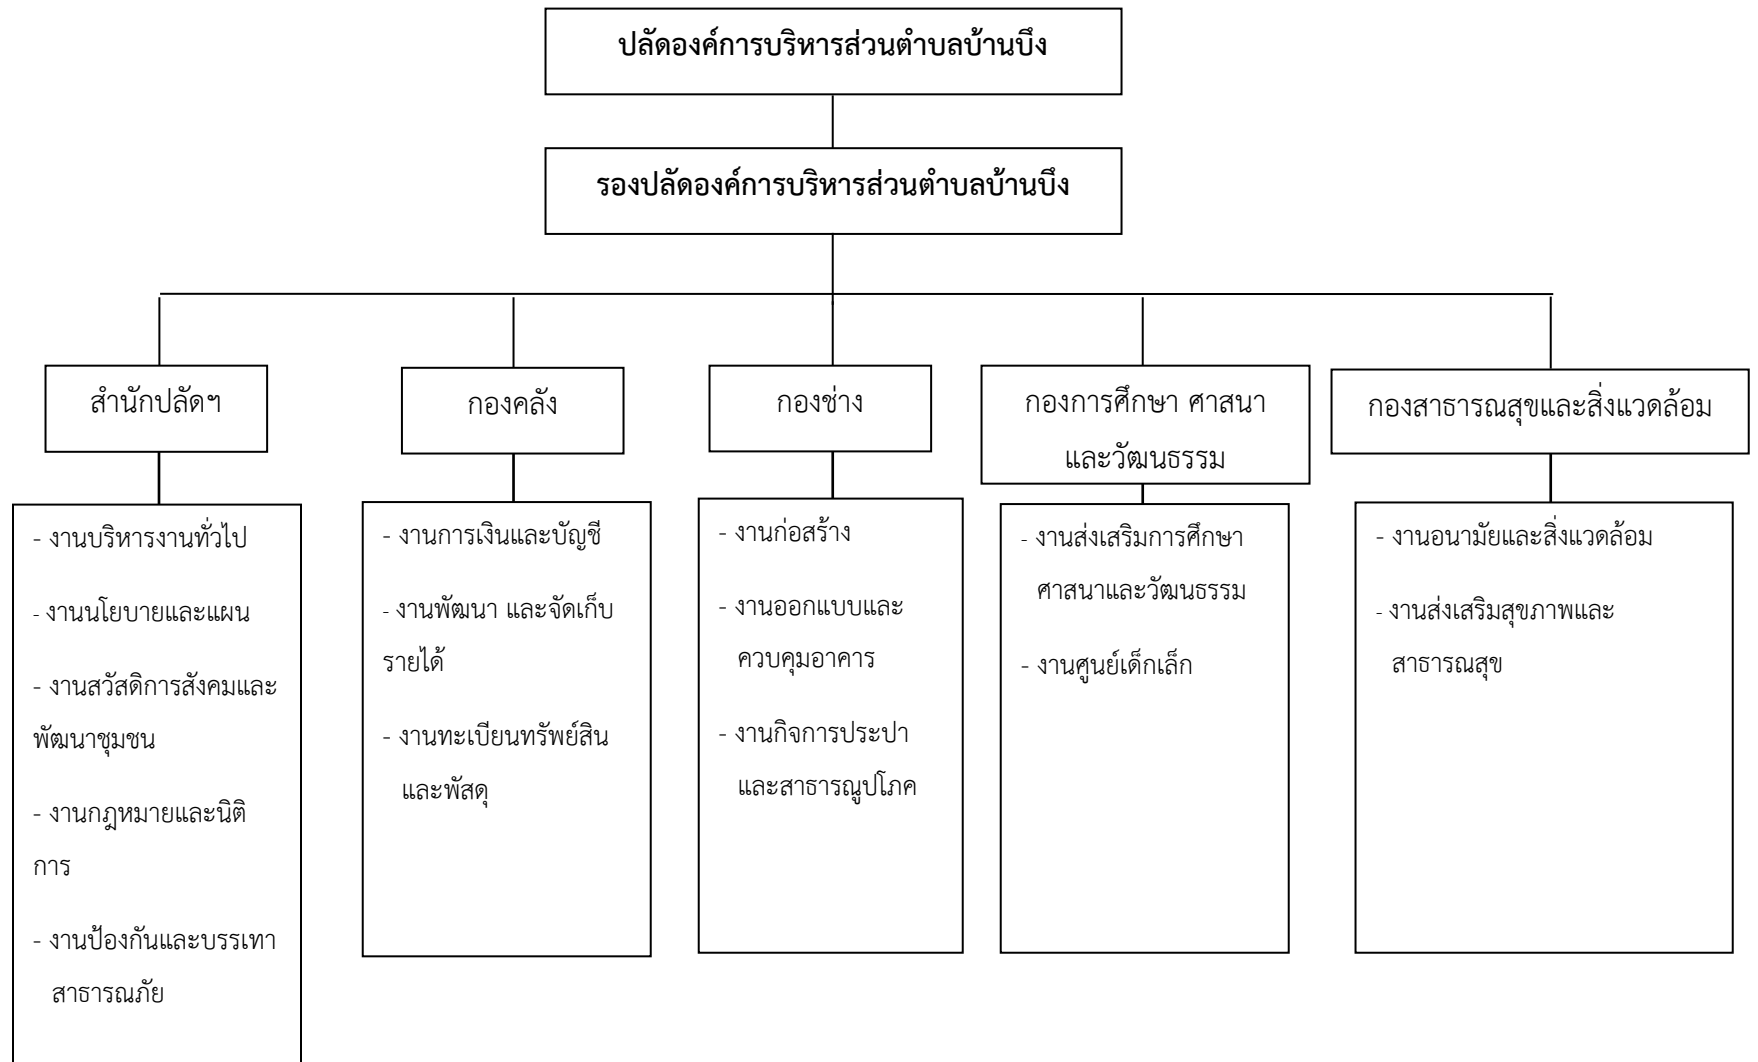 ปลัดองค์การบริหารส่วนตำบลบ้านบึง
รองปลัดองค์การบริหารส่วนตำบลบ้านบึง
สำนักปลัดฯ
- งานบริหารงานทั่วไป
- งานนโยบายและแผน
- งานสวัสดิการสังคมและ
พัฒนาชุมชน
- งานกฎหมายและนิติ
การ
- งานป้องกันและบรรเทา
สาธารณภัย
กองคลัง
- งานการเงินและบัญชี
- งานพัฒนา และจัดเก็บ
รายได้
- งานทะเบียนทรัพย์สิน
และพัสดุ
กองช่าง
- งานก่อสร้าง
- งานออกแบบและ
ควบคุมอาคาร
- งานกิจการประปา
และสาธารณูปโภค
กองการศึกษา ศาสนา
และวัฒนธรรม
- งานส่งเสริมการศึกษา
ศาสนาและวัฒนธรรม
- งานศูนย์เด็กเล็ก
กองสาธารณสุขและสิ่งแวดล้อม
- งานอนามัยและสิ่งแวดล้อม
- งานส่งเสริมสุขภาพและ
สาธารณสุข